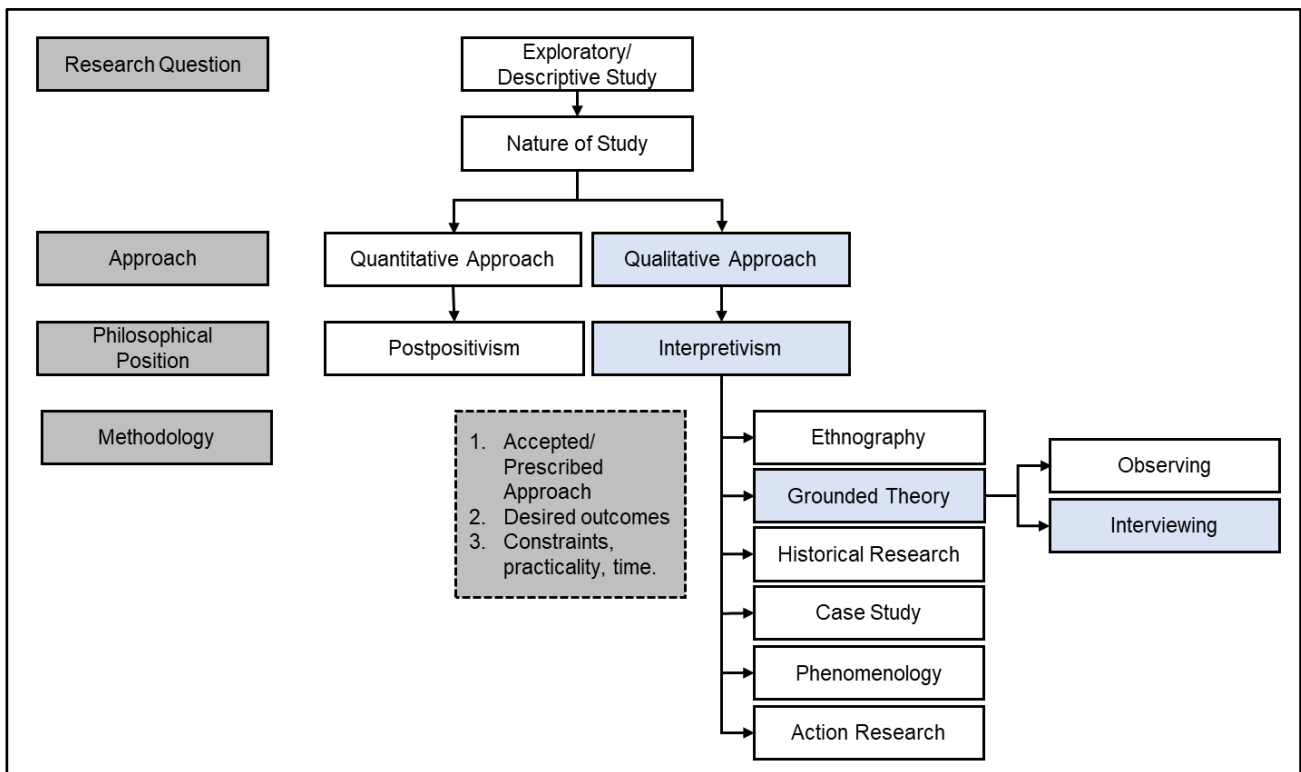 Research Question
Exploratory/
Descriptive Study
Nature of Study
Approach
Quantitative Approach
Qualitative Approach
Philosophical
Position
Postpositivism
Interpretivism
Methodology
1. Accepted/
Prescribed
Approach
2. Desired outcomes
3. Constraints,
practicality, time.
Ethnography
Grounded Theory
Historical Research
Case Study
Phenomenology
Action Research
Observing
Interviewing